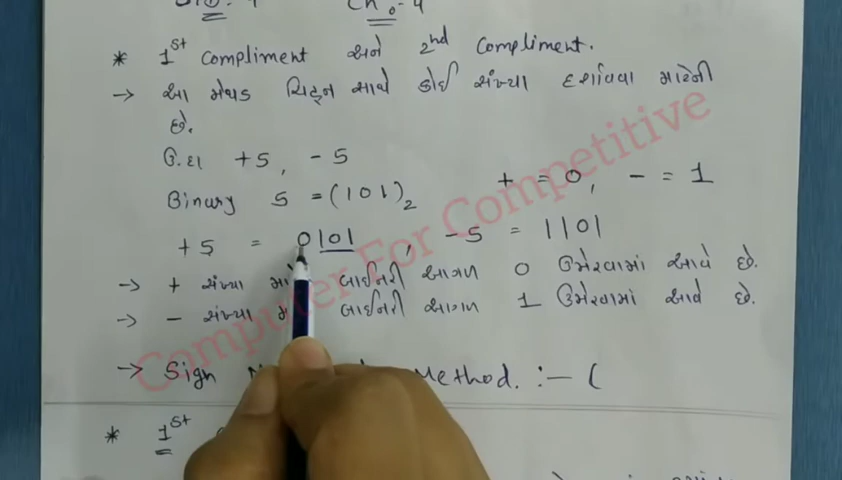 Ch-4
* 1st Compliment અને 2nd Compliment.
→ આ મેથડ ચિહ્ન સાથે કોઈ સંખ્યા દર્શાવવા માટેની
છે.
ઉ.દા +5, -5
Binary 5 = (101)2 + = 0, - = 1
+5 = 0101, -5 = 1101
→ + સંખ્યા બાઈનરી આગળ 0 ઉમેરવામાં આવે છે.
→ - સંખ્યા બાઈનરી આગળ 1 ઉમેરવામાં આવે છે.
→ Sign Method. :- (
* 1st
Computer For Competitive